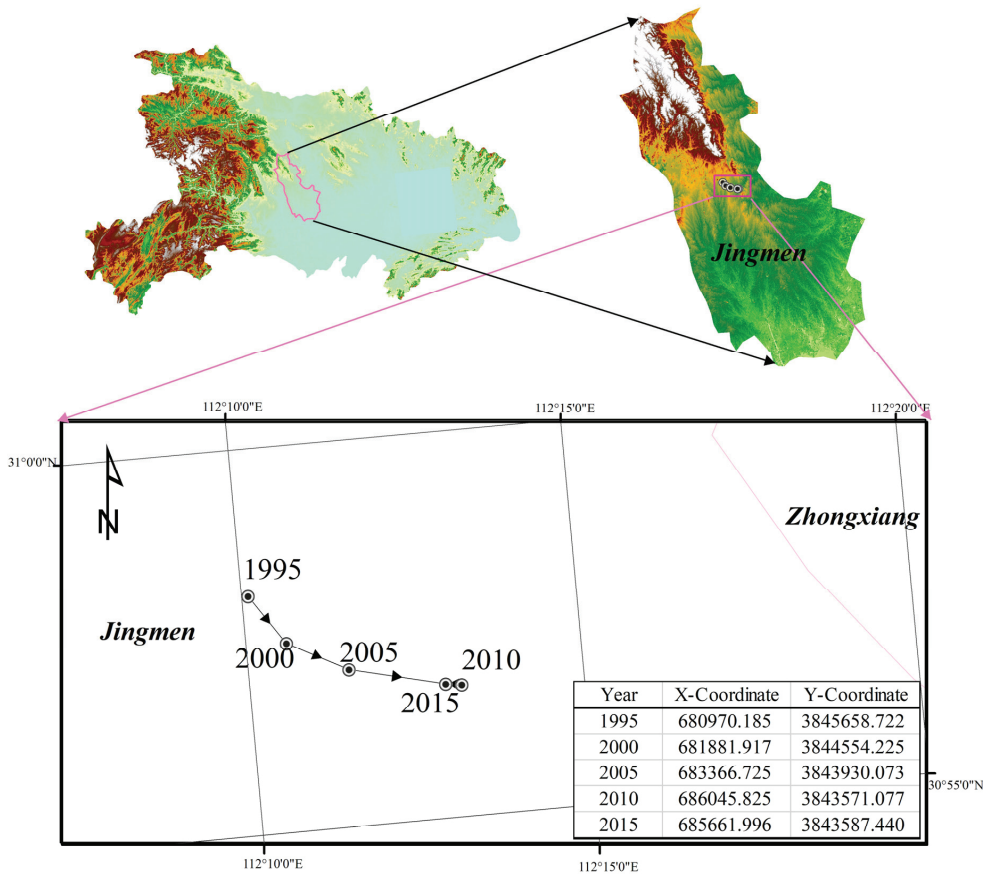 Jingmen
112°10'0"E
112°15'0"E
112°20'0"E
31°0'0"N
N
Zhongxiang
1995
Jingmen
2000
2005
2010
2015
Year X-Coordinate Y-Coordinate
1995 680970.185 3845658.722
2000 681881.917 3844554.225
2005 683366.725 3843930.073
2010 686045.825 3843571.077
2015 685661.996 3843587.440
30°55'0"N
112°10'0"E
112°15'0"E